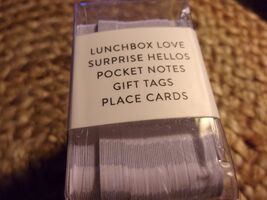 LUNCHBOX LOVE
SURPRISE HELLOS
POCKET NOTES
GIFT TAGS
PLACE CARDS